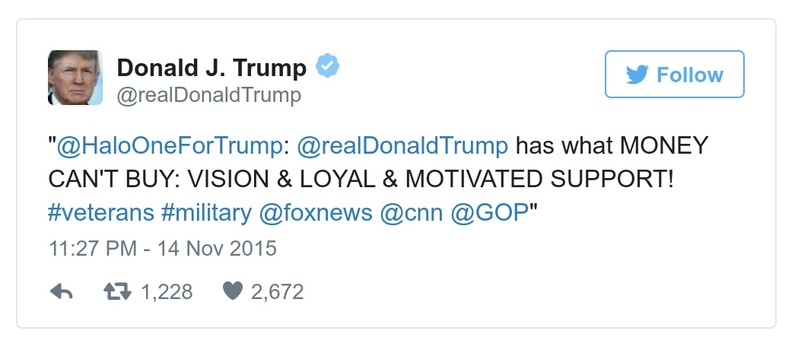 Donald J. Trump
@realDonaldTrump
Follow
"@HaloOneForTrump: @realDonaldTrump has what MONEY
CAN'T BUY: VISION & LOYAL & MOTIVATED SUPPORT!
#veterans #military @foxnews @cnn @GOP"
11:27 PM - 14 Nov 2015
1,228 2,672